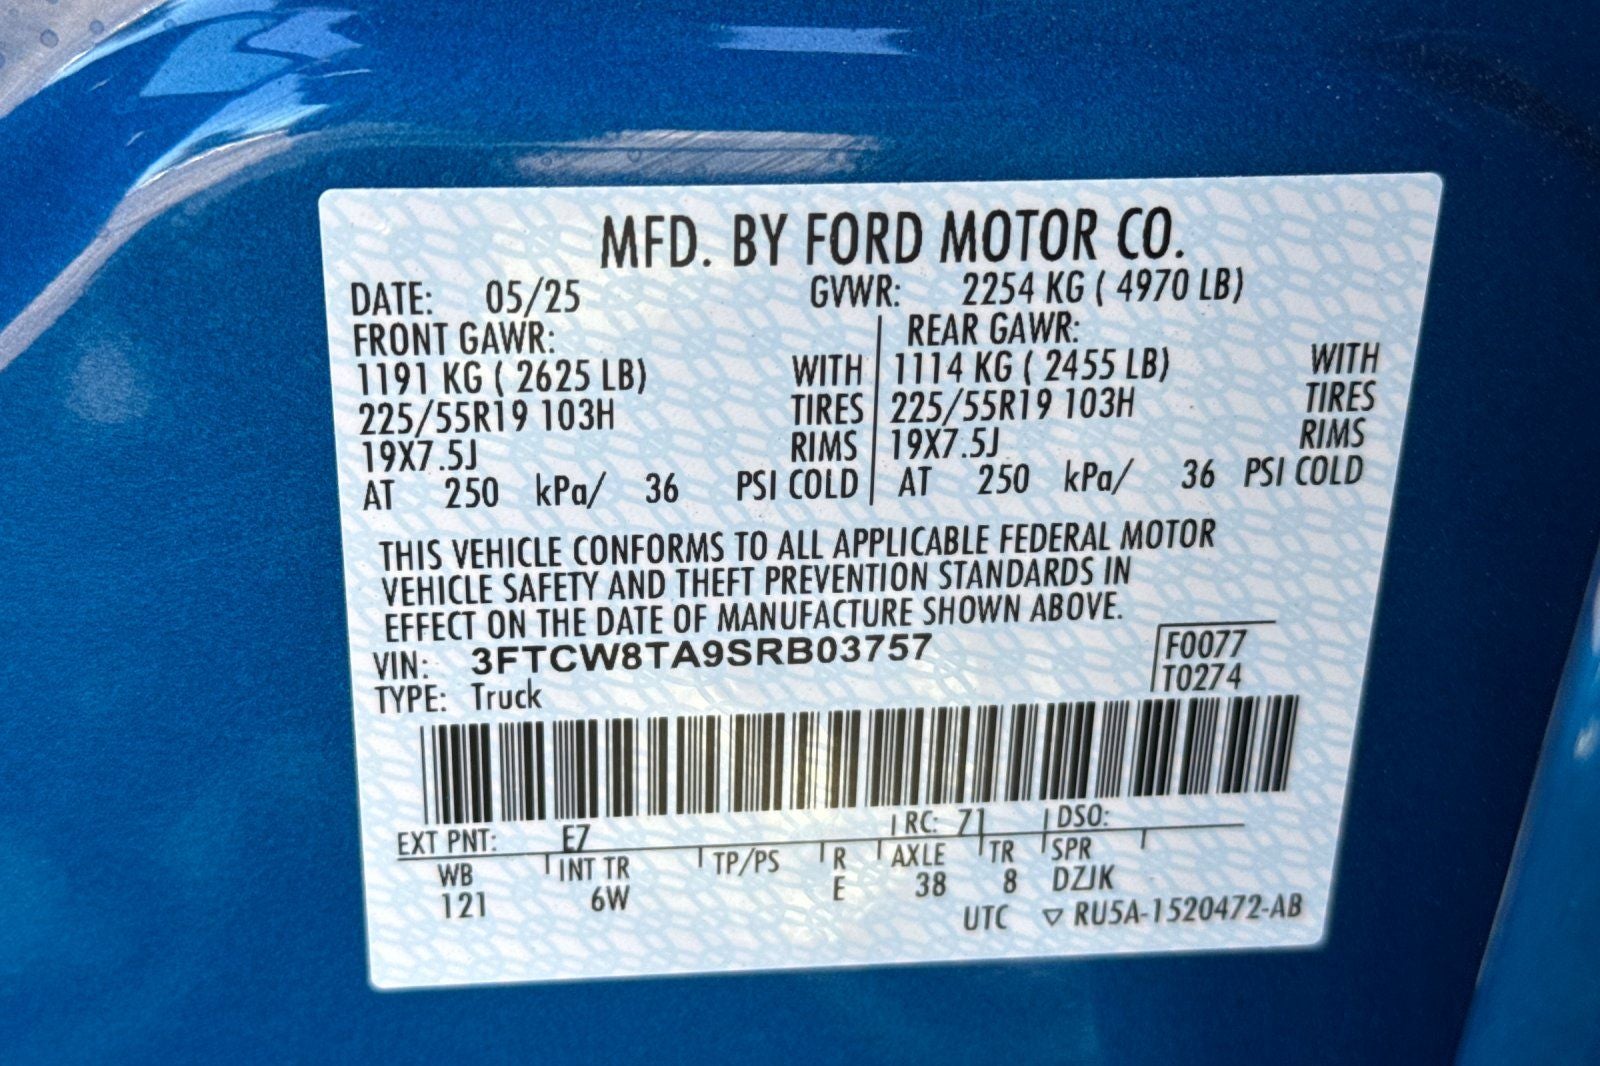 MFD. BY FORD MOTOR CO.
DATE: 05/25 GVWR: 2254 KG ( 4970 LB)
FRONT GAWR: REAR GAWR:
1191 KG ( 2625 LB) WITH 1114 KG ( 2455 LB) WITH
225/55R19 103H TIRES 225/55R19 103H TIRES
19X7.5J RIMS 19X7.5J RIMS
AT 250 kPa/ 36 PSI COLD AT 250 kPa/ 36 PSI COLD
THIS VEHICLE CONFORMS TO ALL APPLICABLE FEDERAL MOTOR
VEHICLE SAFETY AND THEFT PREVENTION STANDARDS IN
EFFECT ON THE DATE OF MANUFACTURE SHOWN ABOVE.
VIN: 3FTCW8TA9SRB03757 F0077
TYPE: Truck T0274
EXT PNT: E7 RC: 71 DSO:
WB INT TR TP/PS R AXLE TR SPR
121 6W E 38 8 DZJK
UTC ▽ RU5A-1520472-AB